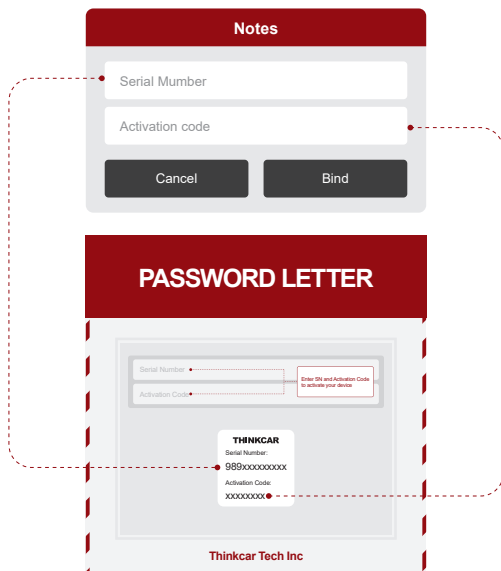 Notes
Serial Mumber
Activation code
Cancel Bind
PASSWORD LETTER
Serial Number
Activation Code
Enter SN and Activation Code
to activate your device
THINKCAR
Serial Number:
989xxxxxxxxx
Activation Code:
xxxxxxxx
Thinkcar Tech Inc